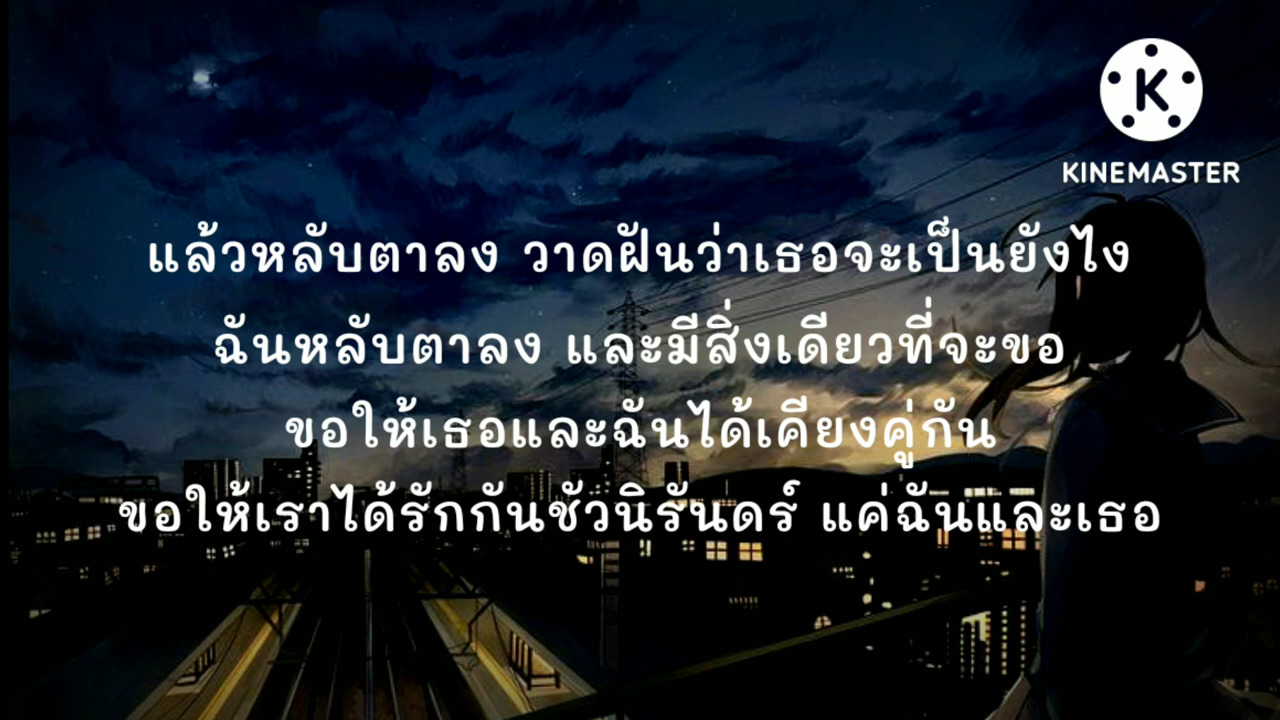 KINEMASTER
แล้วหลับตาลง วาดฝันว่าเธอจะเป็นยังไง
ฉันหลับตาลง และมีสิ่งเดียวที่จะขอ
ขอให้เธอและฉันได้เคียงคู่กัน
ขอให้เราได้รักกันชัวนิรันดร์ แค่ฉันและเธอ